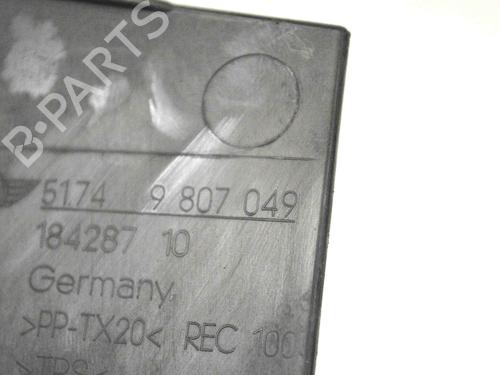 B-PARTS
5174 9 807 049
184287 10
Germany
>PP-TX20< REC 100